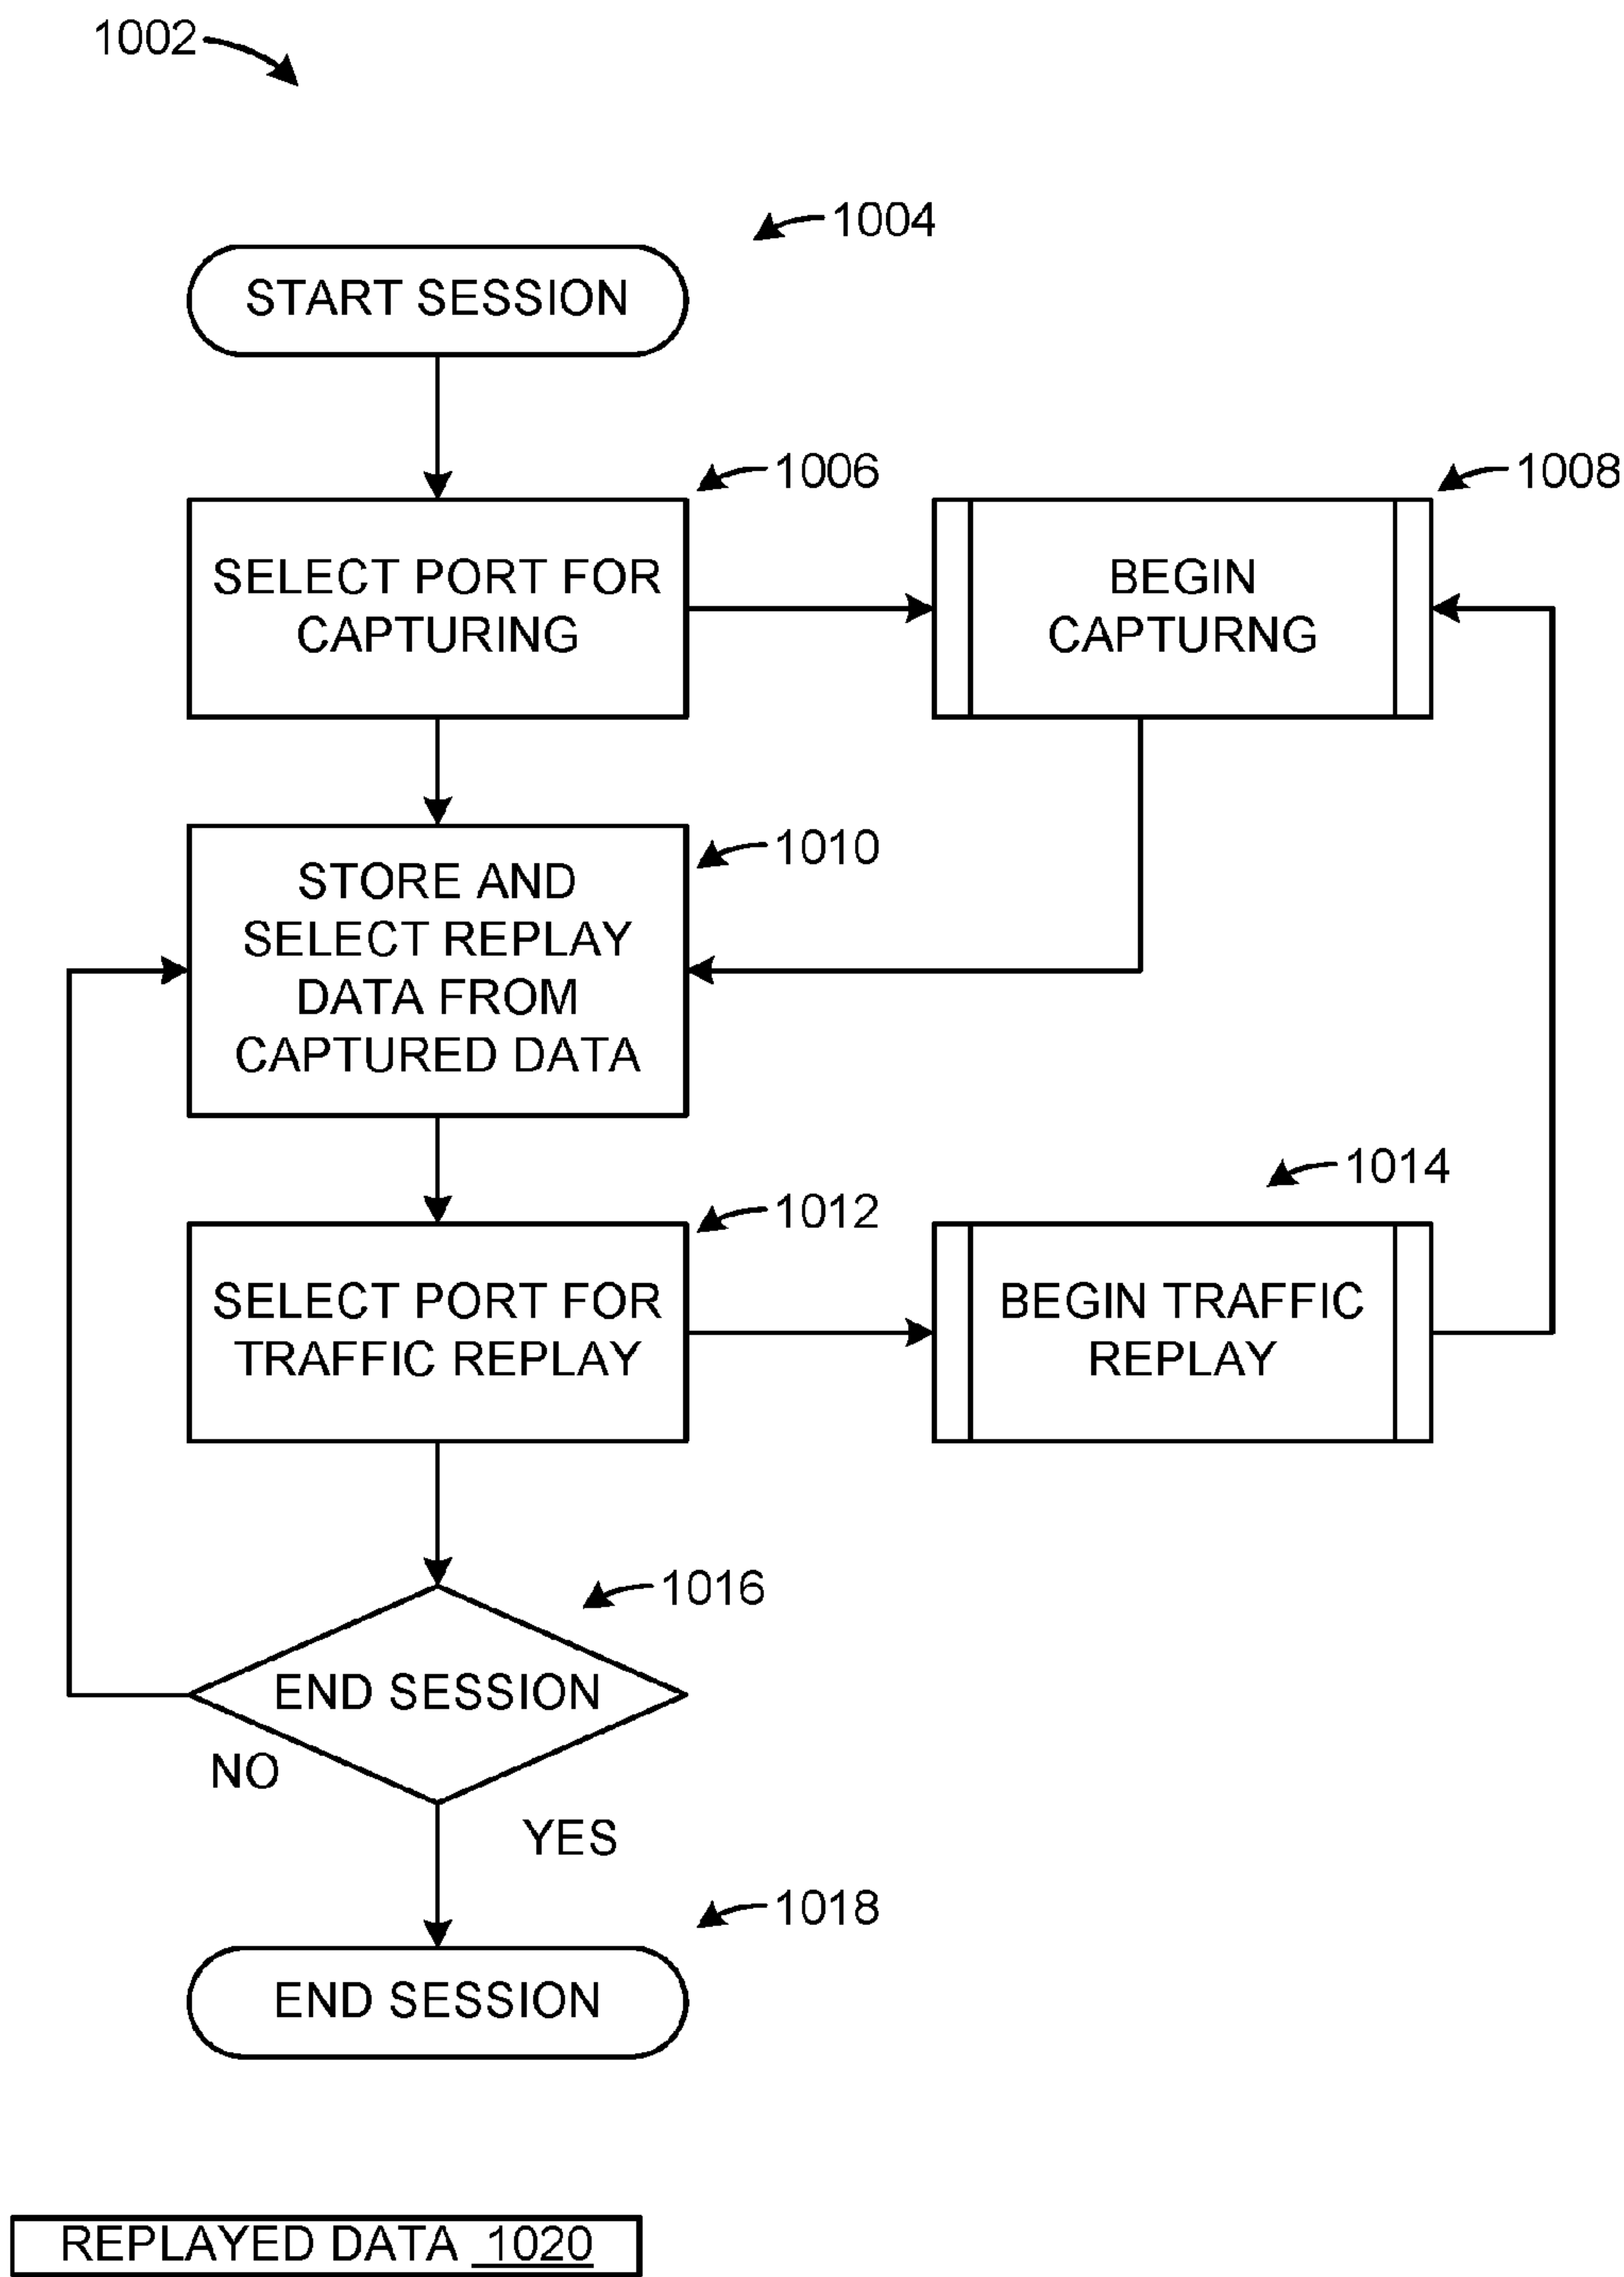 1002
1004
START SESSION
1006
SELECT PORT FOR
CAPTURING
1008
BEGIN
CAPTURNG
1010
STORE AND
SELECT REPLAY
DATA FROM
CAPTURED DATA
1012
SELECT PORT FOR
TRAFFIC REPLAY
1014
BEGIN TRAFFIC
REPLAY
1016
END SESSION
NO
YES
1018
END SESSION
REPLAYED DATA 1020